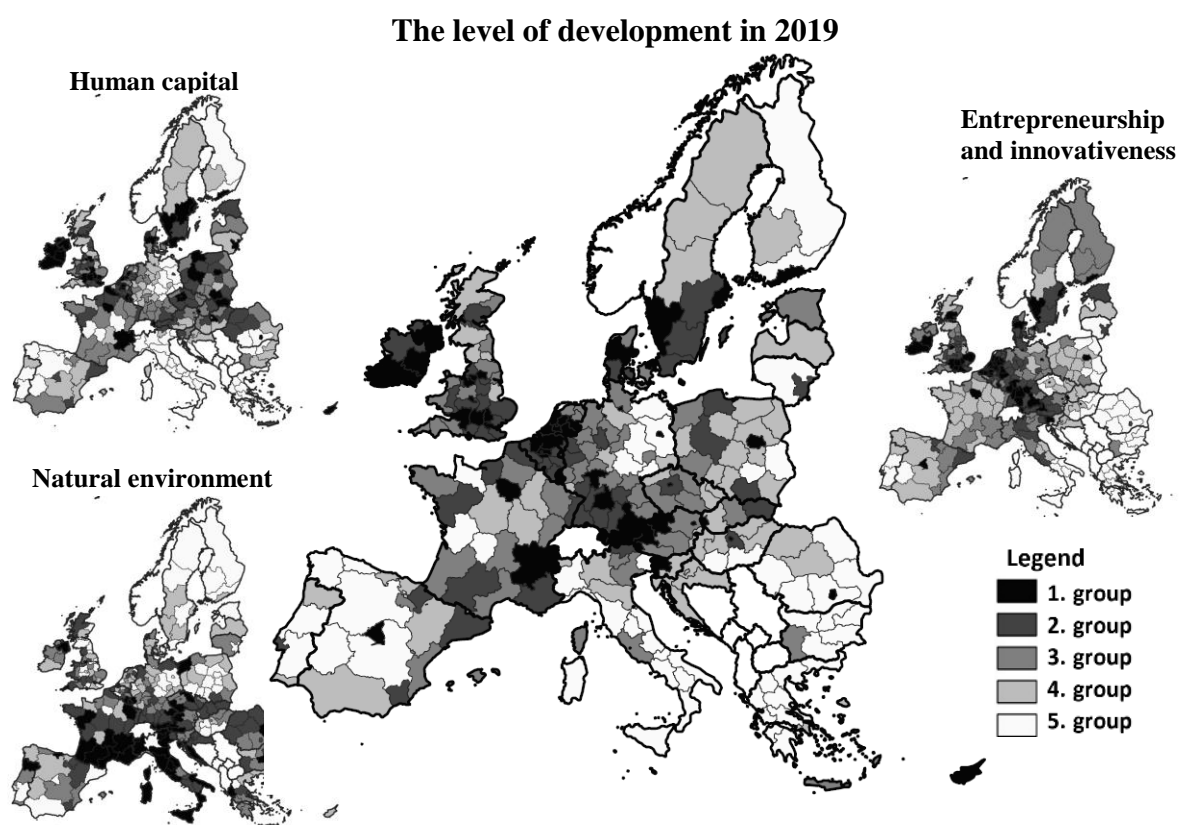 The level of development in 2019
Human capital
Entrepreneurship
and innovativeness
Natural environment
Legend
1. group
2. group
3. group
4. group
5. group